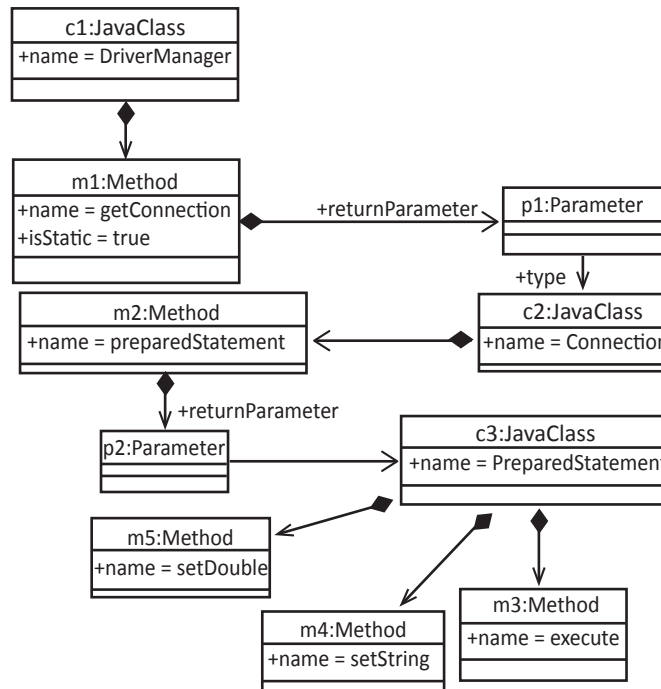 c1:JavaClass
+name = DriverManager
m1:Method
+name = getConnection
+isStatic = true
+returnParameter
p1:Parameter
+type
c2:JavaClass
+name = Connection
m2:Method
+name = preparedStatement
+returnParameter
p2:Parameter
c3:JavaClass
+name = PreparedStatement
m5:Method
+name = setDouble
m4:Method
+name = setString
m3:Method
+name = execute